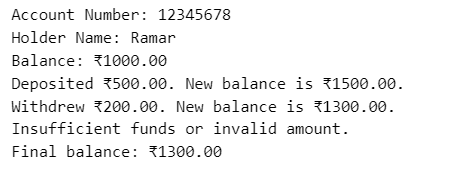 Account Number: 12345678
Holder Name: Ramar
Balance: ₹1000.00
Deposited ₹500.00. New balance is ₹1500.00.
Withdrew ₹200.00. New balance is ₹1300.00.
Insufficient funds or invalid amount.
Final balance: ₹1300.00